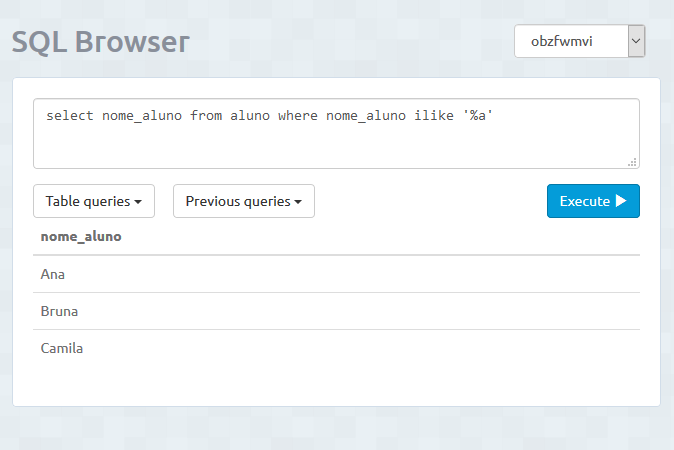 SQL Browser
obzfwmvi
select nome_aluno from aluno where nome_aluno ilike '%a'
Table queries
Previous queries
Execute
nome_aluno
Ana
Bruna
Camila